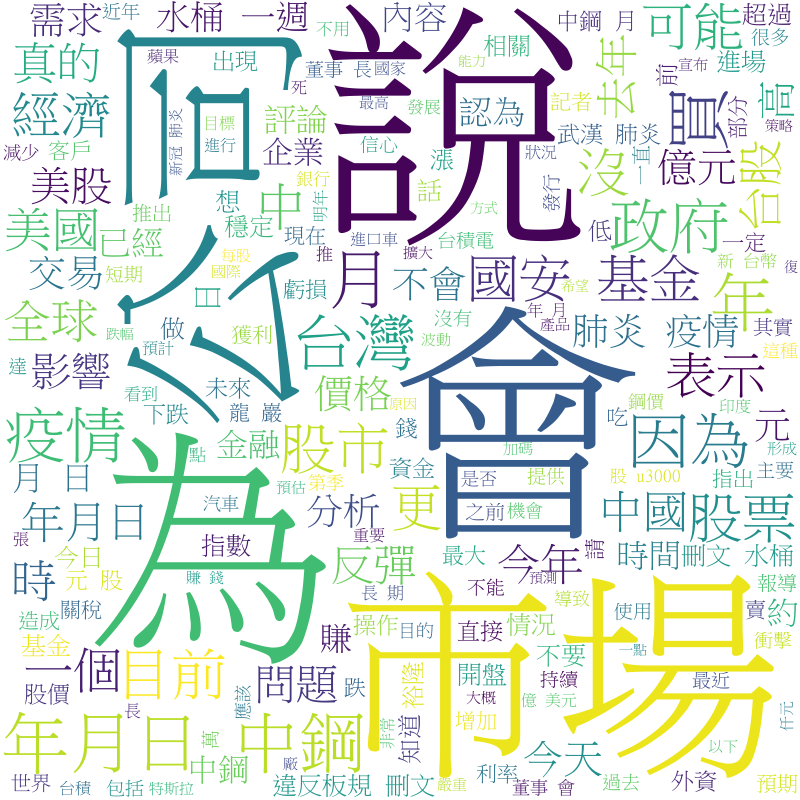 需求
近年
水桶 一週
不用
內容
中鋼 月
相關
可能
超過
很多
真的
蘋果
出現
董事 長
國家
死
公司
說
能力
去年
宣布
進場
前
買
高
經濟
新冠 肺炎
目標
進行
評論
最高
發展
認為
記者
部分
策略
減少
客戶
企業
信心
漲
武漢 肺炎
狀況
一直
美股
推出
想
銀行
明年
話
方式
發行
沒
億元
台股
美國
已經
穩定
中
現在
進口車
擴大
台積電
低
政府
一定
交易
短期
日
每股
國際
推
月
不會
國安
基金
新 台幣
年
復
全球
跌幅
做
獲利
虧損
台灣
沒有
波動
希望
年 月
產品
肺炎 疫情
其實
這種
達
預計
影響
看到
未來
會
表示
下跌
龍 巖
原因
價格
鋼價
印度
疫情
為
點
金融
股市
錢
加碼
吃
因為
元
形成
月 日
預估
第季
資金
是否
提供
股 u3000
指出
主要
年月日
汽車
重要
分析
更
之前
機會
中國
股票
張
今日
指數
反彈
最大
今年
請
時間
刪文 水桶
時
元 股
賺 錢
長 期
不能
預測
報導
造成
關稅
操作
目的
市場
導致
使用
賣
約
基金
賺
直接
情況
衝擊
一個
目前
問題
開盤
不要
一點
股價
應該
跌
裕隆
大概
持續
最近
長
億 美元
仟元
年月日
中鋼
萬
非常
知道
增加
今天
以下
中鋼
廠
世界
台積
包括
特斯拉
違反板規
刪文
嚴重
利率
董事 會
過去
外資
預期